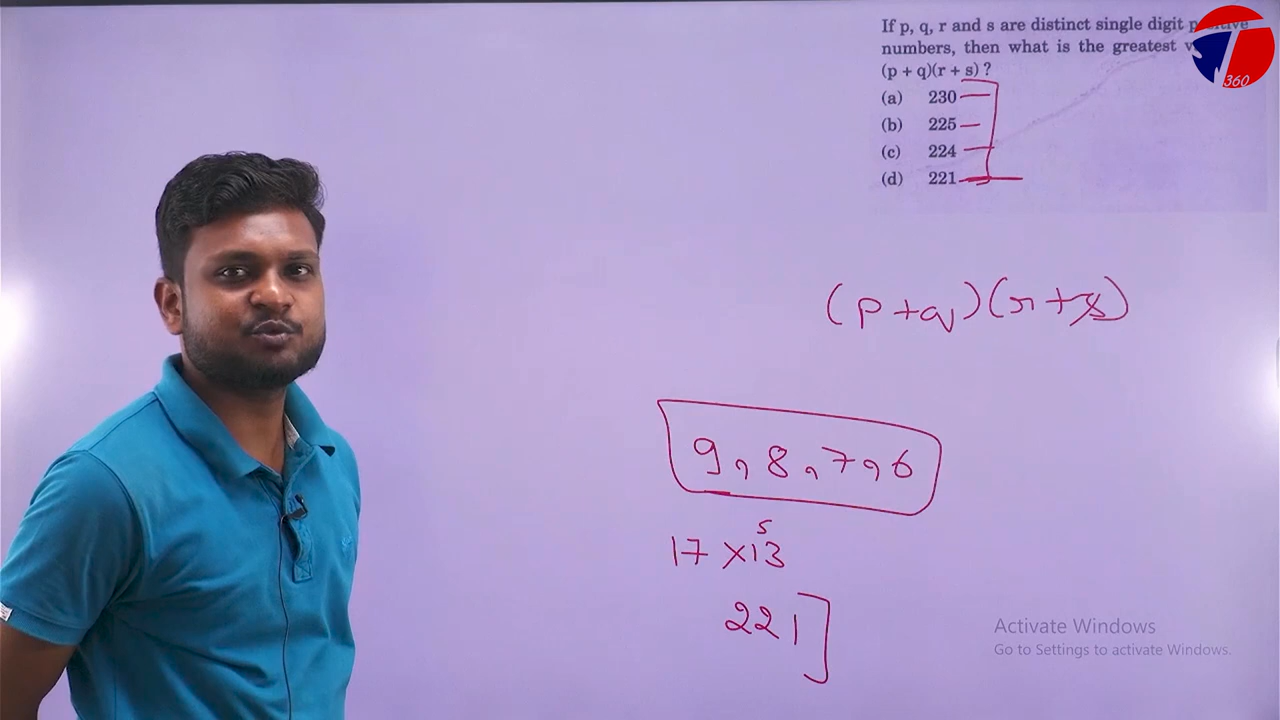 If p, q, r and s are distinct single digit
numbers, then what is the greatest
(p + q)(r + s) ?
(a) 230
(b) 225
(c) 224
(d) 221
360
(p+q)(r+s)
9, 8, 7, 6
5
17 x 13
221
Activate Windows
Go to Settings to activate Windows.